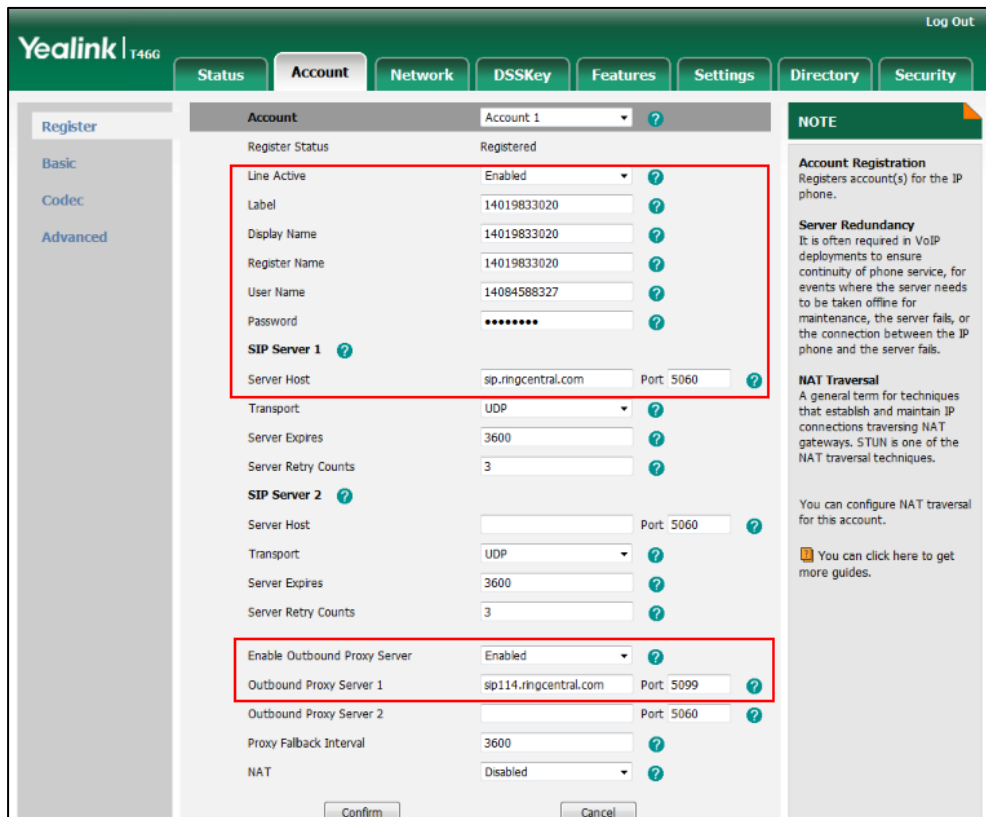 Log Out
Yealink | T46G
Status Account Network DSSKey Features Settings Directory Security
Register
Basic
Codec
Advanced
Account Account 1
Register Status Registered
Line Active Enabled
Label 14019833020
Display Name 14019833020
Register Name 14019833020
User Name 14084588327
Password ••••••••
SIP Server 1
Server Host sip.ringcentral.com Port 5060
Transport UDP
Server Expires 3600
Server Retry Counts 3
SIP Server 2
Server Host Port 5060
Transport UDP
Server Expires 3600
Server Retry Counts 3
Enable Outbound Proxy Server Enabled
Outbound Proxy Server 1 sip114.ringcentral.com Port 5099
Outbound Proxy Server 2 Port 5060
Proxy Fallback Interval 3600
NAT Disabled
Confirm Cancel
NOTE
Account Registration
Registers account(s) for the IP
phone.
Server Redundancy
It is often required in VoIP
deployments to ensure
continuity of phone service, for
events where the server needs
to be taken offline for
maintenance, the server fails, or
the connection between the IP
phone and the server fails.
NAT Traversal
A general term for techniques
that establish and maintain IP
connections traversing NAT
gateways. STUN is one of the
NAT traversal techniques.
You can configure NAT traversal
for this account.
You can click here to get
more guides.